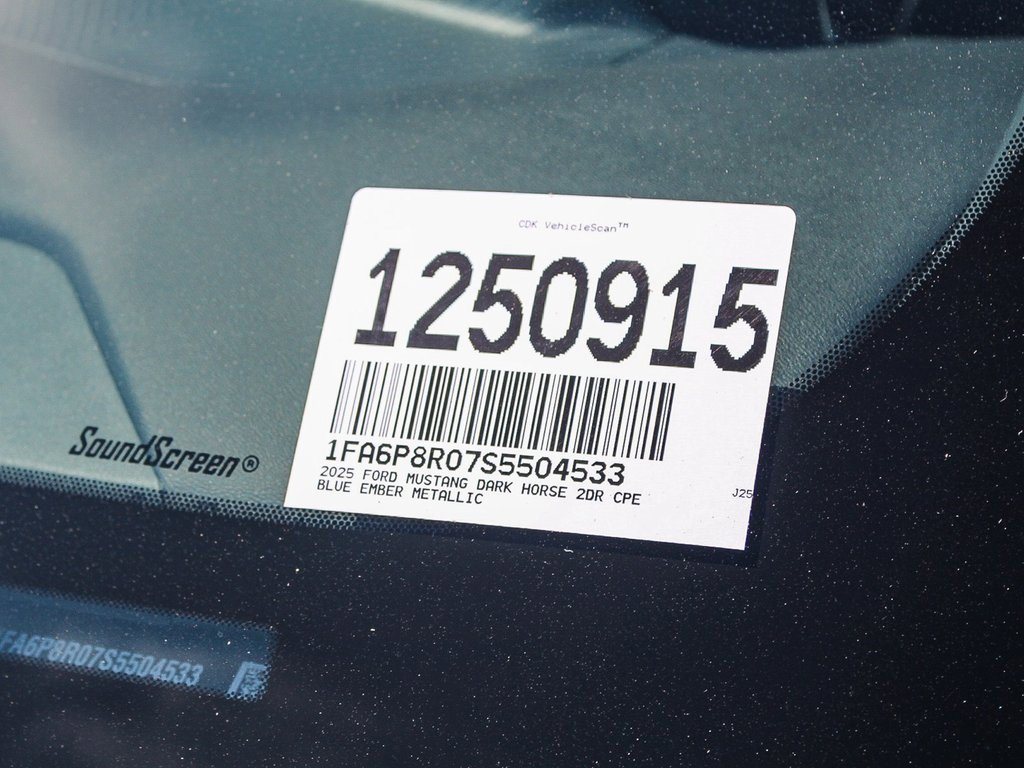 CDK VehicleScan™
1250915
1FA6P8R07S5504533
2025 FORD MUSTANG DARK HORSE 2DR CPE
BLUE EMBER METALLIC
J25
SoundScreen®
FA6P8R07S5504533